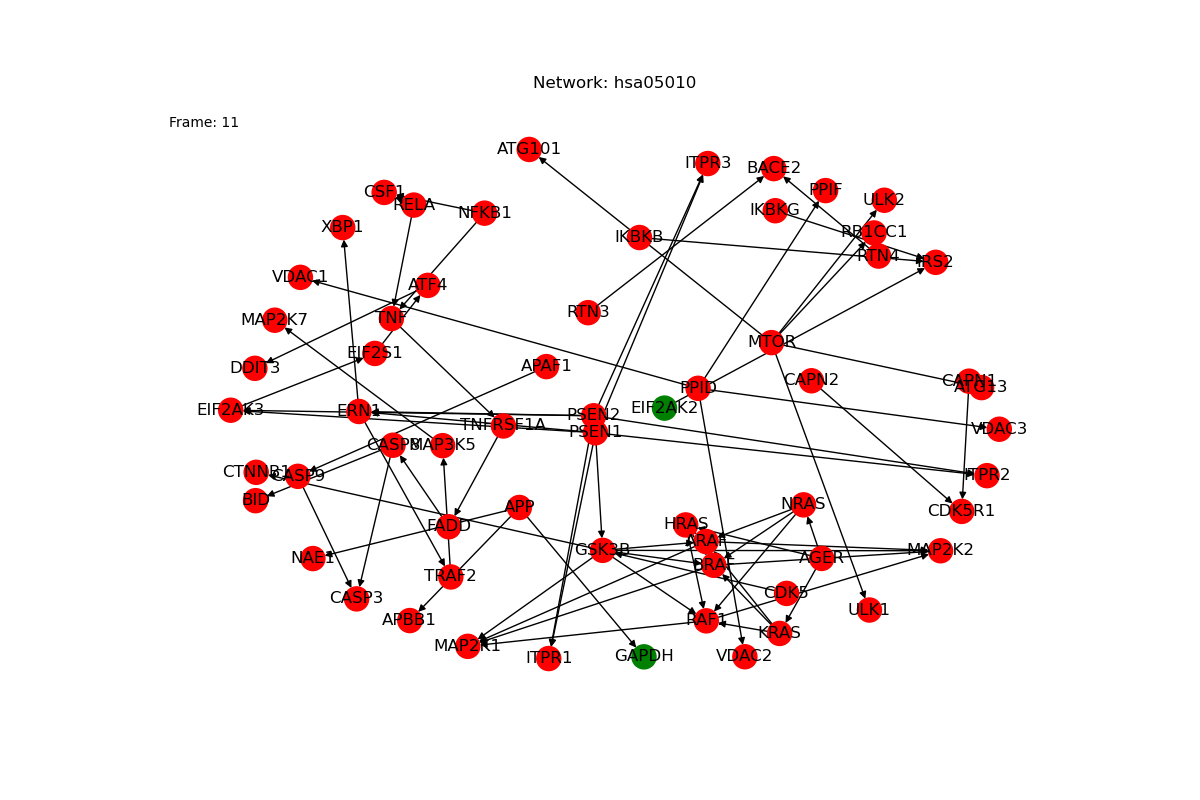 Network: hsa05010
Frame: 11
ATG101
ITPR3
BACE2
PPIF
CSF1
RELA
NFKB1
ULK2
IKBKG
XBP1
RB1CC1
IKBKB
RTN4
IRS2
VDAC1
ATF4
RTN3
MAP2K7
TNF
MTOR
EIF2S1
DDIT3
APAF1
CAPN2
CAPN1
ATG13
PPID
EIF2AK2
EIF2AK3
ERN1
PSEN2
TNFRSF1A
PSEN1
VDAC3
CASP8
MAP3K5
CTNNB1
CASP9
ITPR2
BID
APP
NRAS
CDK5R1
HRAS
FADD
ARAF
GSK3B
MAP2K2
NAE1
AGER
BRAF
TRAF2
CDK5
CASP3
ULK1
APBB1
RAF1
KRAS
MAP2K1
ITPR1
GAPDH
VDAC2